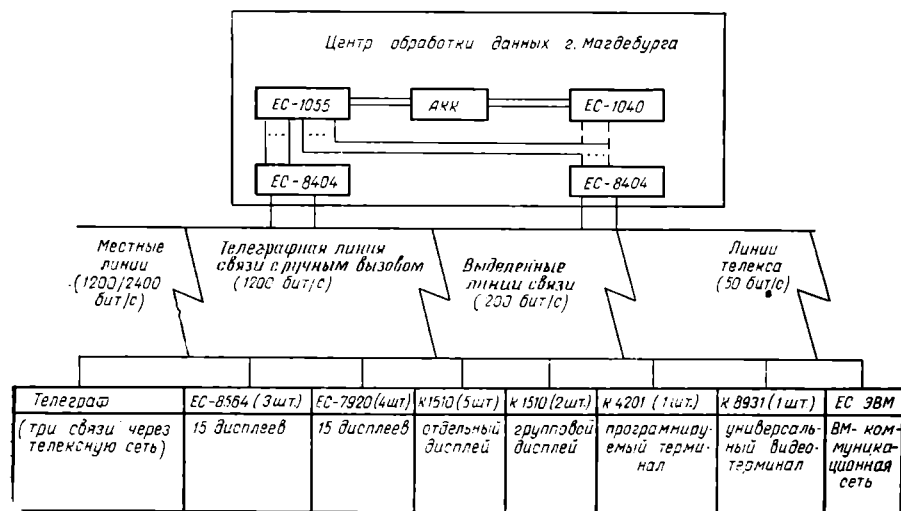 Центр обработки данных г. Магдебурга
ЕС-1055
АКК
ЕС-1040
ЕС-8404
ЕС-8404
Местные
линии
(1200/2400
бит/с)
Телеграфная линия
связи с ручным вызовом
(1200 бит/с)
Выделенные
линии связи
(200 бит/с)
Линии
телекса
(50 бит/с)
Телеграф
(три связи через
телексную сеть)
ЕС-8564 (3шт.)
15 дисплеев
ЕС-7920(4шт)
15 дисплеев
к1510(5шт)
отдельный
дисплей
к 1510(2шт.)
групповой
дисплей
к 4201 (1шт.)
программиру-
емый терми-
нал
к 8931(1шт)
универсаль-
ный видео-
терминал
ЕС ЭВМ
ВМ-ком-
муника-
ционная
сеть